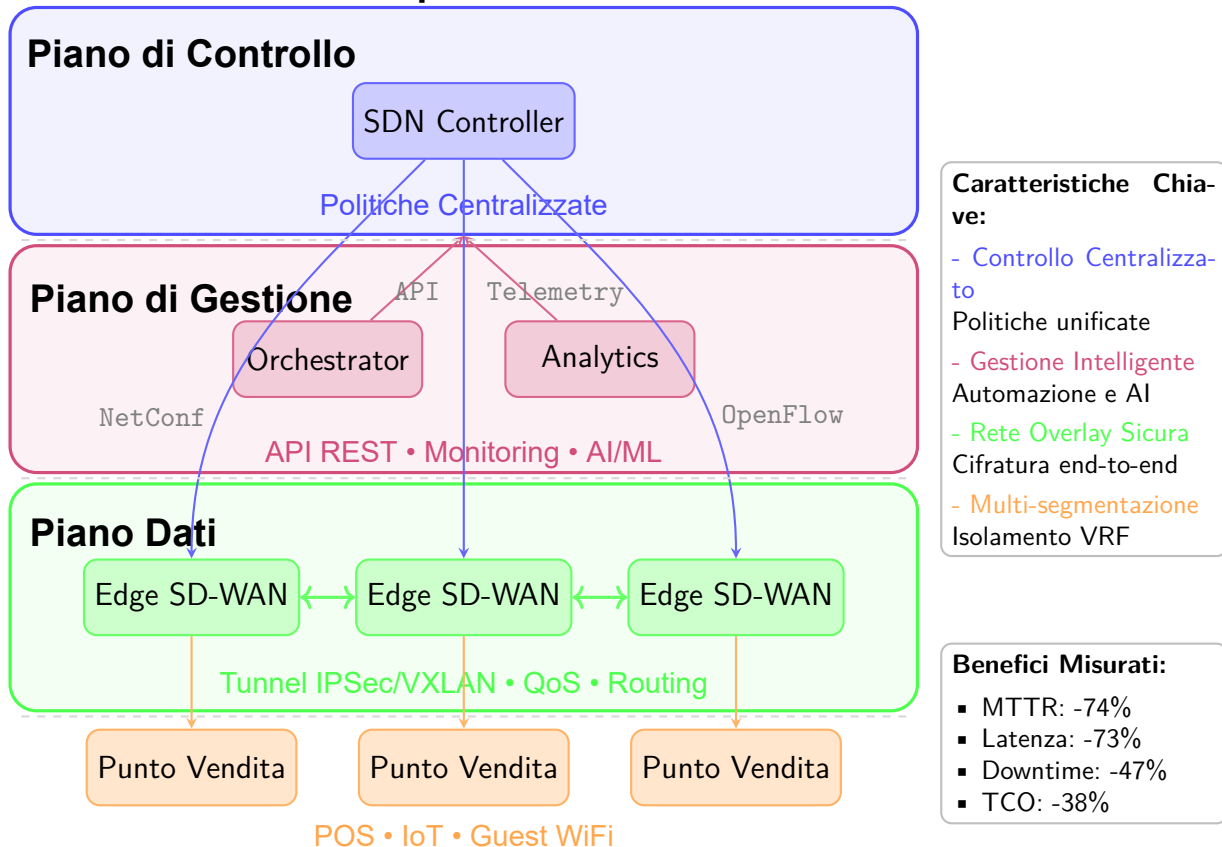 Piano di Controllo
SDN Controller
Politiche Centralizzate
Piano di Gestione
API
Telemetry
Orchestrator
Analytics
NetConf
OpenFlow
API REST • Monitoring • AI/ML
Piano Dati
Edge SD-WAN
Edge SD-WAN
Edge SD-WAN
Tunnel IPSec/VXLAN • QoS • Routing
Punto Vendita
Punto Vendita
Punto Vendita
POS • IoT • Guest WiFi
Caratteristiche Chia-
ve:
- Controllo Centralizza-
to
Politiche unificate
- Gestione Intelligente
Automazione e AI
- Rete Overlay Sicura
Cifratura end-to-end
- Multi-segmentazione
Isolamento VRF
Benefici Misurati:
▪ MTTR: -74%
▪ Latenza: -73%
▪ Downtime: -47%
▪ TCO: -38%